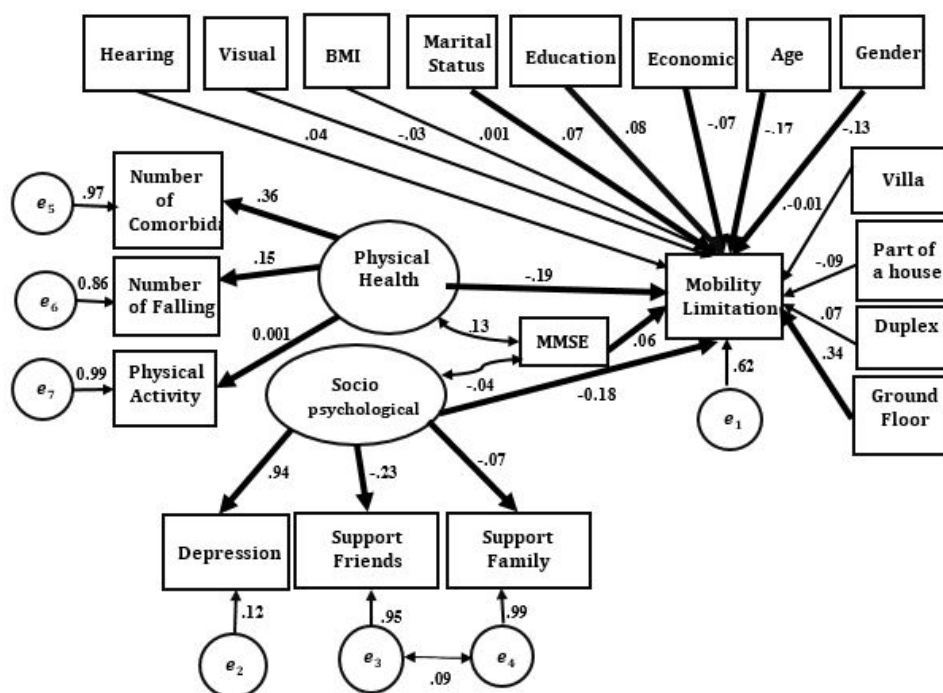 Hearing
Visual
BMI
Marital
Status
Education
Economic
Age
Gender
.04
-.03
.001
.07
.08
-.07
-.17
-.13
Villa
.-0.01
Part of
a house
-.09
Duplex
.07
Ground
Floor
.34
e5
.97
Number
of
Comorbida
.36
e6
0.86
Number
of Falling
.15
e7
0.99
Physical
Activity
0.001
Physical
Health
-.19
Mobility
Limitation
.13
MMSE
.06
Socio
psychological
-.04
-0.18
.62
e1
.94
-.23
-.07
Depression
Support
Friends
Support
Family
.12
.95
.99
e2
e3
e4
.09